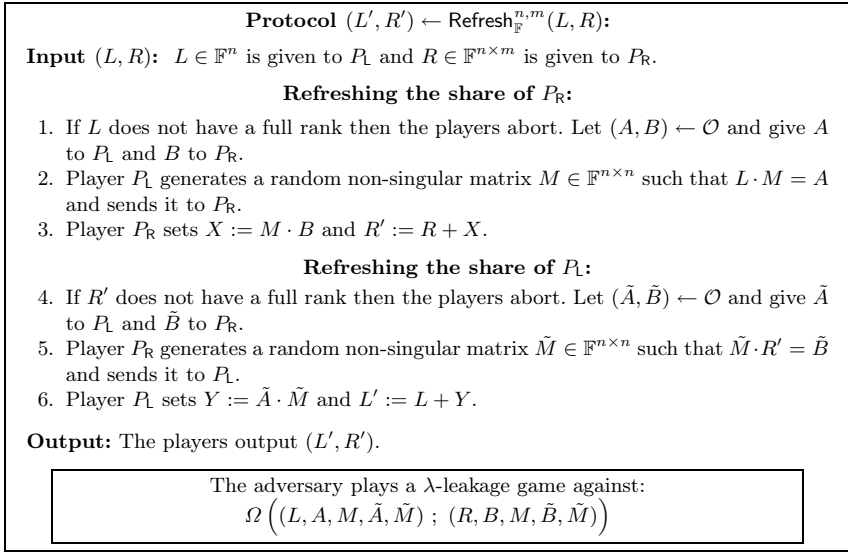 Protocol (L′, R′) ← Refresh_𝔽^{n,m}(L, R):
Input (L, R): L ∈ 𝔽^n is given to P_L and R ∈ 𝔽^{n×m} is given to P_R.
Refreshing the share of P_R:
1. If L does not have a full rank then the players abort. Let (A, B) ← 𝒪 and give A
to P_L and B to P_R.
2. Player P_L generates a random non-singular matrix M ∈ 𝔽^{n×n} such that L · M = A
and sends it to P_R.
3. Player P_R sets X := M · B and R′ := R + X.
Refreshing the share of P_L:
4. If R′ does not have a full rank then the players abort. Let (Ã, B̃) ← 𝒪 and give Ã
to P_L and B̃ to P_R.
5. Player P_R generates a random non-singular matrix M̃ ∈ 𝔽^{n×n} such that M̃ · R′ = B̃
and sends it to P_L.
6. Player P_L sets Y := Ã · M̃ and L′ := L + Y.
Output: The players output (L′, R′).
The adversary plays a λ-leakage game against:
Ω ((L, A, M, Ã, M̃) ; (R, B, M, B̃, M̃))